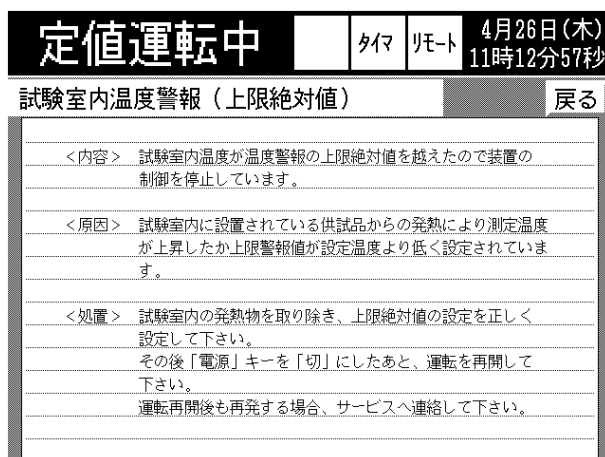 定値運転中
タイマ
リモート
4月26日(木)
11時12分57秒
試験室内温度警報(上限絶対値)
戻る
<内容> 試験室内温度が温度警報の上限絶対値を越えたので装置の
制御を停止しています。
<原因> 試験室内に設置されている供試品からの発熱により測定温度
が上昇したか上限警報値が設定温度より低く設定されていま
す。
<処置> 試験室内の発熱物を取り除き、上限絶対値の設定を正しく
設定して下さい。
その後「電源」キーを「切」にしたあと、運転を再開して
下さい。
運転再開後も再発する場合、サービスへ連絡して下さい。